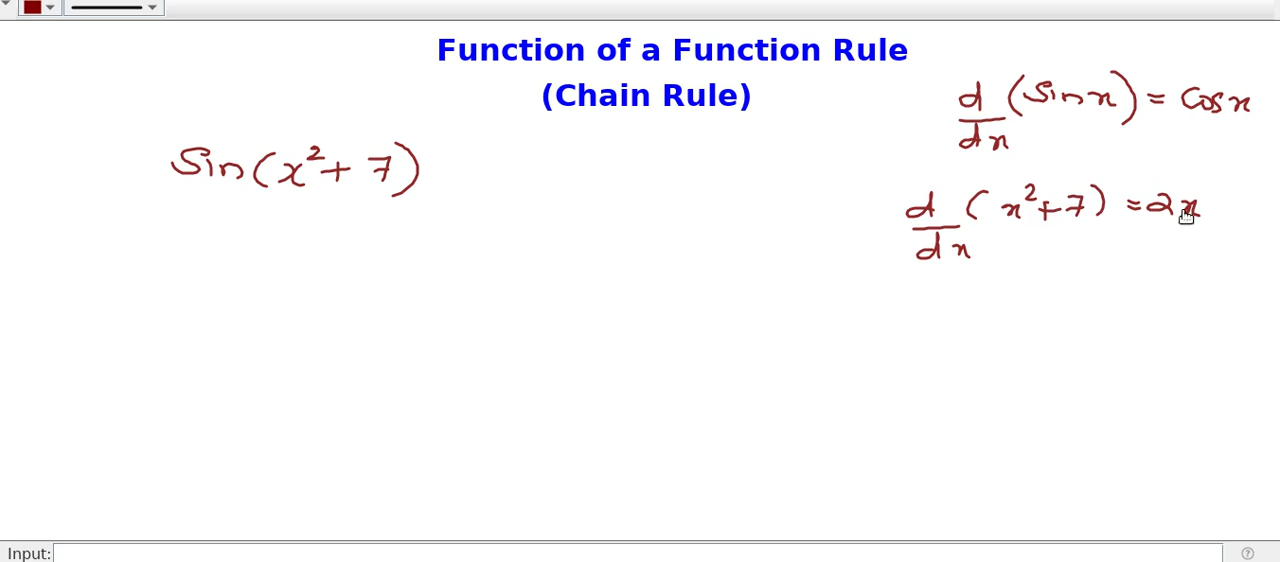 Function of a Function Rule
(Chain Rule)
d/dx (Sin x) = Cos x
Sin(x² + 7)
d/dx (x² + 7) = 2x
Input: